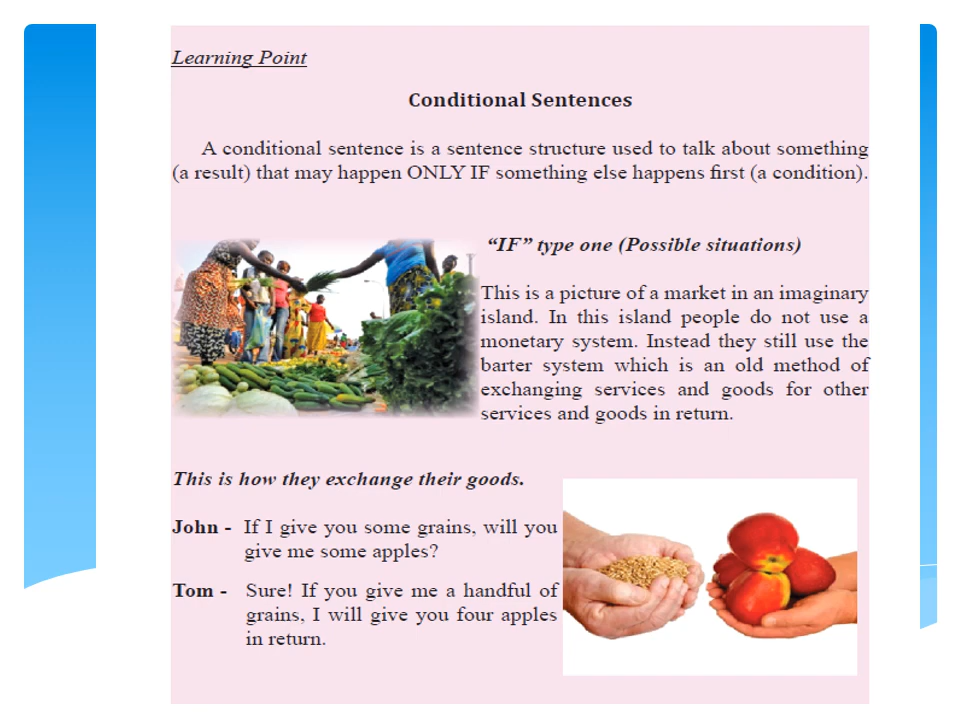 Learning Point
Conditional Sentences
A conditional sentence is a sentence structure used to talk about something
(a result) that may happen ONLY IF something else happens first (a condition).
“IF” type one (Possible situations)
This is a picture of a market in an imaginary
island. In this island people do not use a
monetary system. Instead they still use the
barter system which is an old method of
exchanging services and goods for other
services and goods in return.
This is how they exchange their goods.
John - If I give you some grains, will you
give me some apples?
Tom - Sure! If you give me a handful of
grains, I will give you four apples
in return.